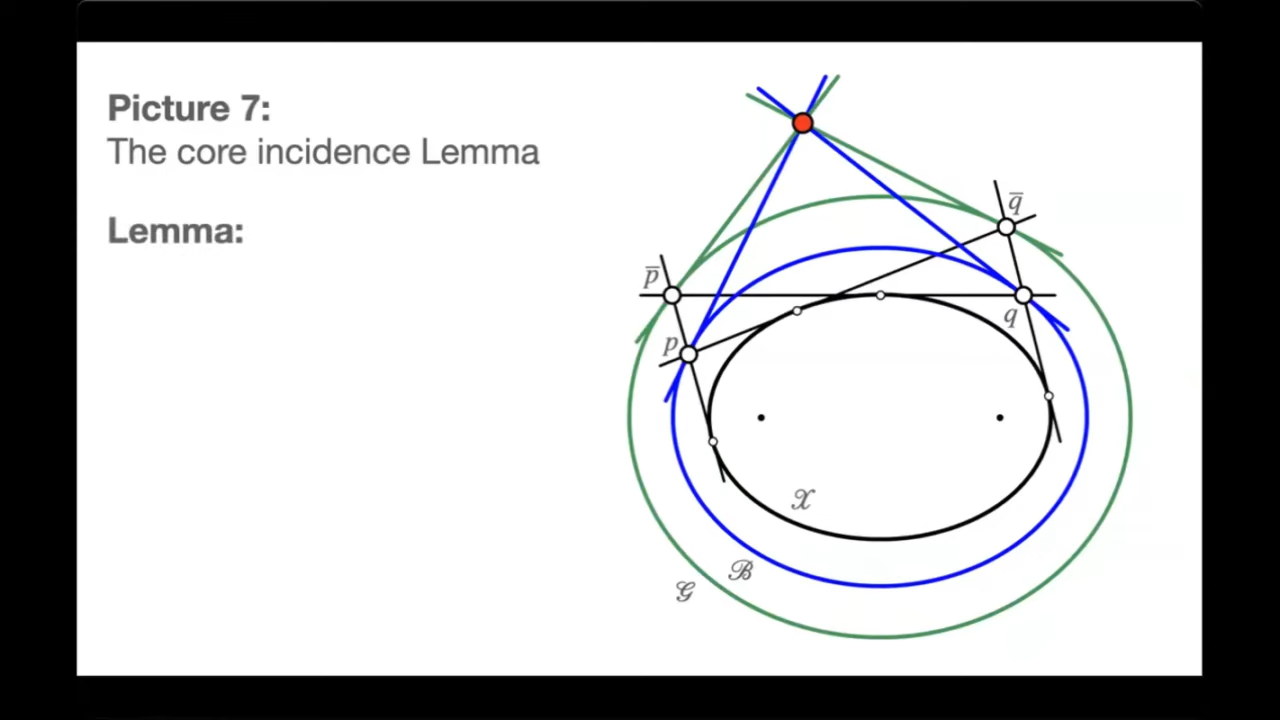 Picture 7:
The core incidence Lemma
Lemma:
q̅
p̅
q
p
𝒳
ℬ
𝒢